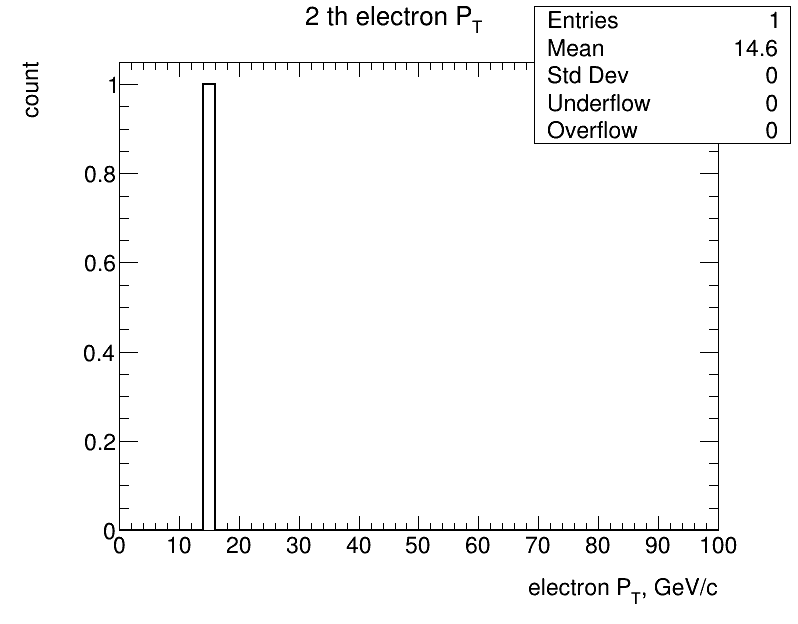 2 th electron P_T
Entries 1
Mean 14.6
Std Dev 0
Underflow 0
Overflow 0
count
1
0.8
0.6
0.4
0.2
0
0 10 20 30 40 50 60 70 80 90 100
electron P_T, GeV/c